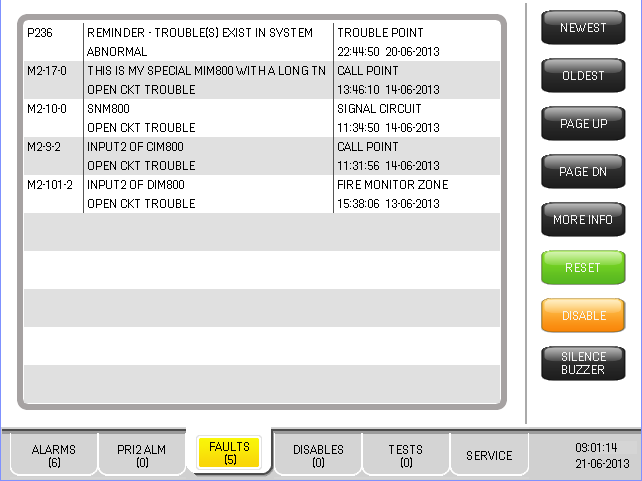 P236 REMINDER - TROUBLE(S) EXIST IN SYSTEM TROUBLE POINT
ABNORMAL 22:44:50 20-06-2013
M2-17-0 THIS IS MY SPECIAL MIM800 WITH A LONG TN CALL POINT
OPEN CKT TROUBLE 13:46:10 14-06-2013
M2-10-0 SNM800 SIGNAL CIRCUIT
OPEN CKT TROUBLE 11:34:50 14-06-2013
M2-9-2 INPUT2 OF CIM800 CALL POINT
OPEN CKT TROUBLE 11:31:56 14-06-2013
M2-101-2 INPUT2 OF DIM800 FIRE MONITOR ZONE
OPEN CKT TROUBLE 15:38:06 13-06-2013
NEWEST
OLDEST
PAGE UP
PAGE DN
MORE INFO
RESET
DISABLE
SILENCE
BUZZER
ALARMS
(6)
PRI2 ALM
(0)
FAULTS
(5)
DISABLES
(0)
TESTS
(0)
SERVICE
09:01:14
21-06-2013